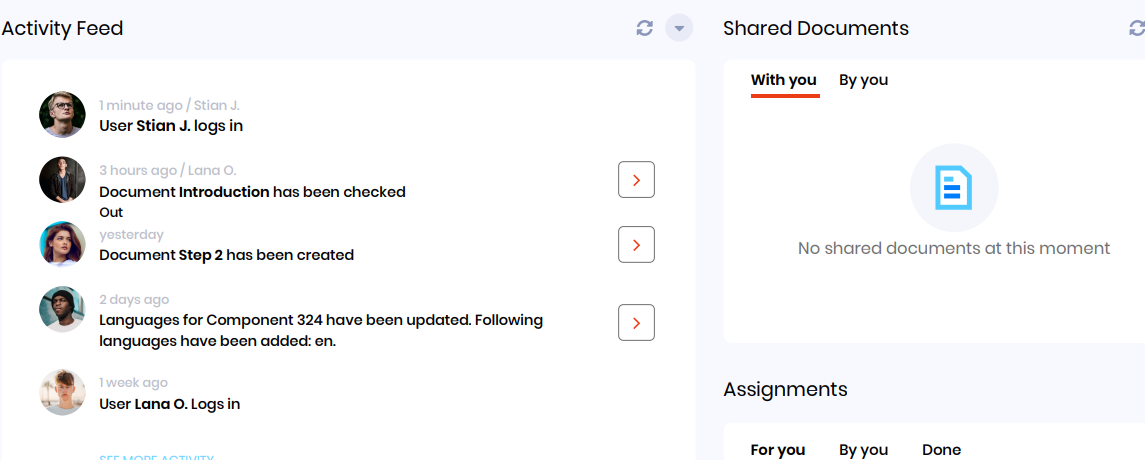 Activity Feed
1 minute ago / Stian J.
User Stian J. logs in
3 hours ago / Lana O.
Document Introduction has been checked
Out
yesterday
Document Step 2 has been created
2 days ago
Languages for Component 324 have been updated. Following
languages have been added: en.
1 week ago
User Lana O. Logs in
SEE MORE ACTIVITY
Shared Documents
With you By you
No shared documents at this moment
Assignments
For you By you Done